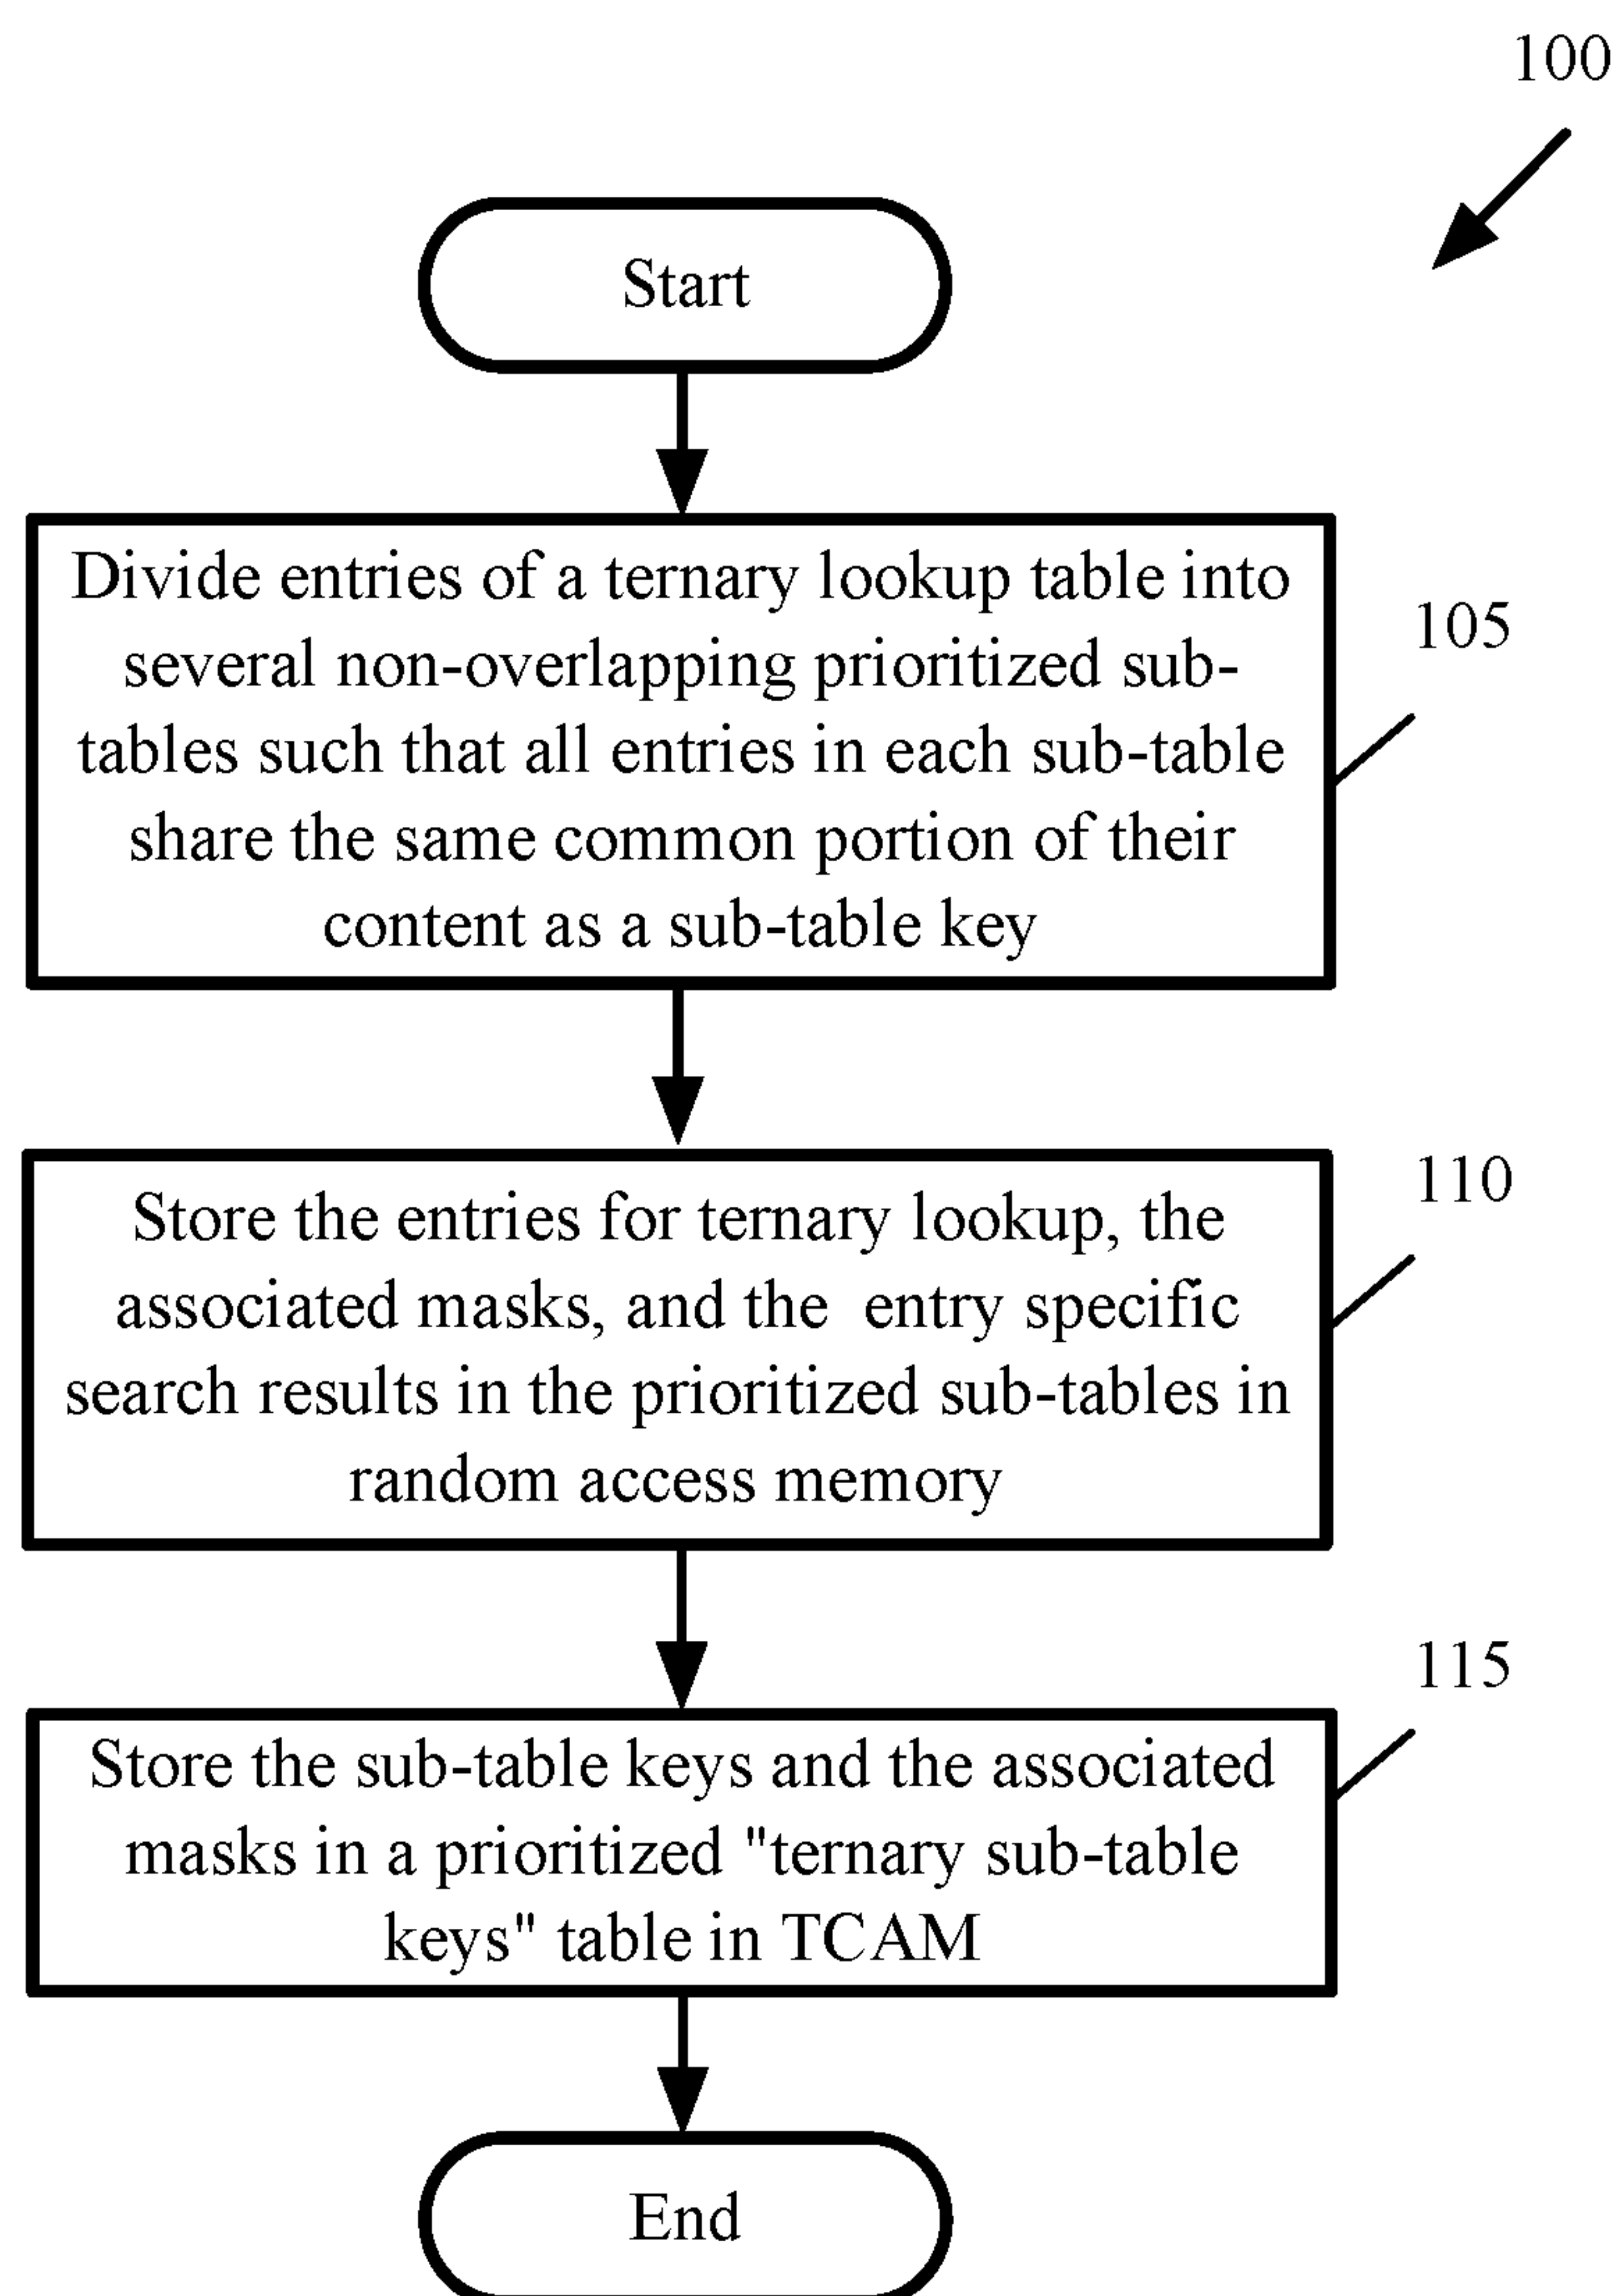 100
Start
Divide entries of a ternary lookup table into
several non-overlapping prioritized sub-
tables such that all entries in each sub-table
share the same common portion of their
content as a sub-table key
105
Store the entries for ternary lookup, the
associated masks, and the entry specific
search results in the prioritized sub-tables in
random access memory
110
Store the sub-table keys and the associated
masks in a prioritized "ternary sub-table
keys" table in TCAM
115
End